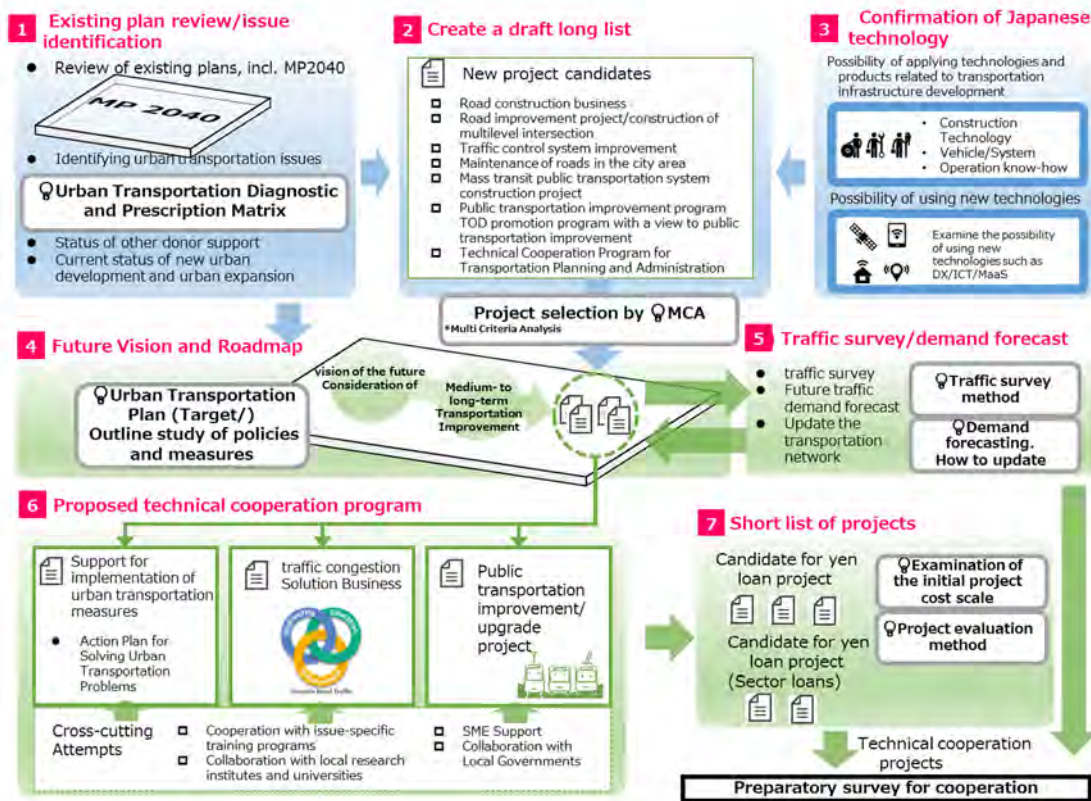 1 Existing plan review/issue
identification
● Review of existing plans, incl. MP2040
MP 2040
● Identifying urban transportation issues
Urban Transportation Diagnostic
and Prescription Matrix
● Status of other donor support
● Current status of new urban
development and urban expansion
2 Create a draft long list
New project candidates
□ Road construction business
□ Road improvement project/construction of
multilevel intersection
□ Traffic control system improvement
□ Maintenance of roads in the city area
□ Mass transit public transportation system
construction project
□ Public transportation improvement program
TOD promotion program with a view to public
transportation improvement
□ Technical Cooperation Program for
Transportation Planning and Administration
Project selection by MCA
*Multi Criteria Analysis
3 Confirmation of Japanese
technology
Possibility of applying technologies and
products related to transportation
infrastructure development
• Construction
Technology
• Vehicle/System
• Operation know-how
Possibility of using new technologies
Examine the possibility
of using new
technologies such as
DX/ICT/MaaS
4 Future Vision and Roadmap
Urban Transportation
Plan (Target/)
Outline study of policies
and measures
vision of the future
Consideration of
Medium- to
long-term
Transportation
Improvement
5 Traffic survey/demand forecast
● traffic survey
● Future traffic
demand forecast
● Update the
transportation
network
Traffic survey
method
Demand
forecasting.
How to update
6 Proposed technical cooperation program
Support for
implementation of
urban transportation
measures
● Action Plan for
Solving Urban
Transportation
Problems
traffic congestion
Solution Business
Public
transportation
improvement/
upgrade
project
Cross-cutting
Attempts
□ Cooperation with issue-specific
training programs
□ Collaboration with local research
institutes and universities
□ SME Support
□ Collaboration with
Local Governments
7 Short list of projects
Candidate for yen
loan project
Candidate for yen
loan project
(Sector loans)
Examination of
the initial project
cost scale
Project evaluation
method
Technical cooperation
projects
Preparatory survey for cooperation